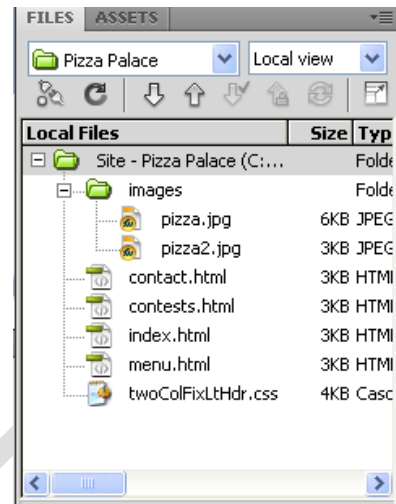 FILES ASSETS
Pizza Palace Local view
Local Files Size Typ
Site - Pizza Palace (C:... Folde
images Folde
pizza.jpg 6KB JPEG
pizza2.jpg 3KB JPEG
contact.html 3KB HTMI
contests.html 3KB HTMI
index.html 3KB HTMI
menu.html 3KB HTMI
twoColFixLtHdr.css 4KB Casc